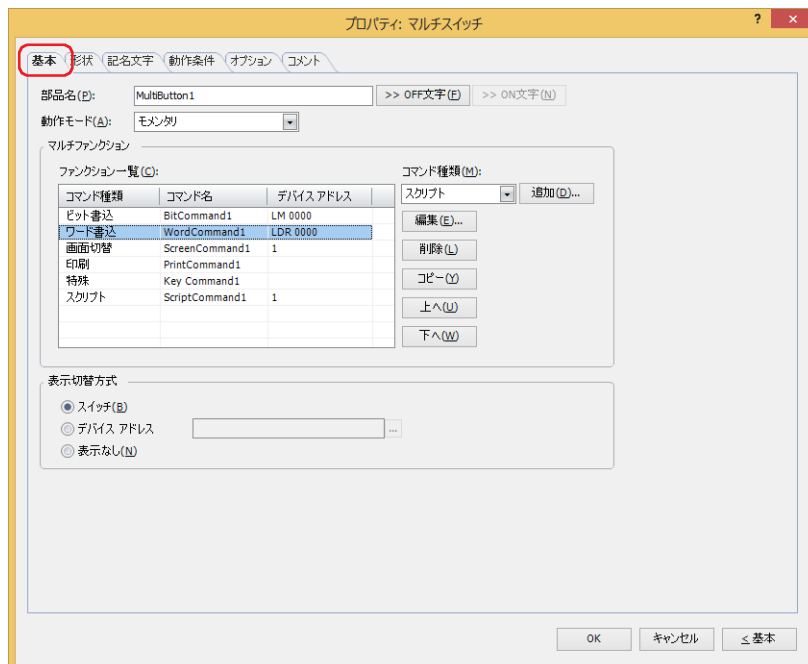 プロパティ: マルチスイッチ
? ×
基本 形状 記名文字 動作条件 オプション コメント
部品名(P): MultiButton1 >> OFF文字(F) >> ON文字(N)
動作モード(A): モメンタリ
マルチファンクション
ファンクション一覧(C): コマンド種類(M):
コマンド種類 コマンド名 デバイスアドレス スクリプト 追加(D)...
ビット書込 BitCommand1 LM 0000 編集(E)...
ワード書込 WordCommand1 LDR 0000
画面切替 ScreenCommand1 1 削除(L)
印刷 PrintCommand1
特殊 Key Command1 コピー(Y)
スクリプト ScriptCommand1 1
上へ(U)
下へ(W)
表示切替方式
スイッチ(B)
デバイス アドレス ...
表示なし(N)
OK キャンセル < 基本